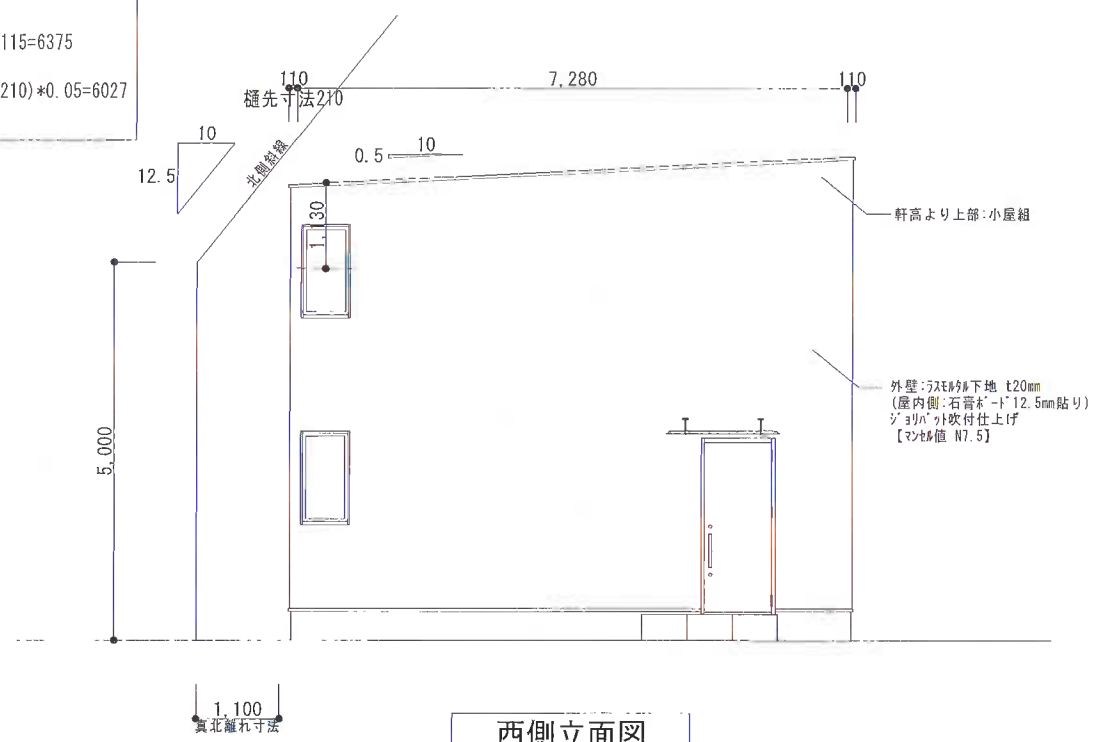 115=6375
210)*0.05=6027
110
7,280
110
樋先寸法210
10
12.5
北側斜線
0.5
10
1,130
軒高より上部:小屋組
5,000
外壁:ラスモルタル下地 t20mm
(屋内側:石膏ボード12.5mm貼り)
ジョリパット吹付仕上げ
【マンセル値 N7.5】
1,100
真北離れ寸法
西側立面図